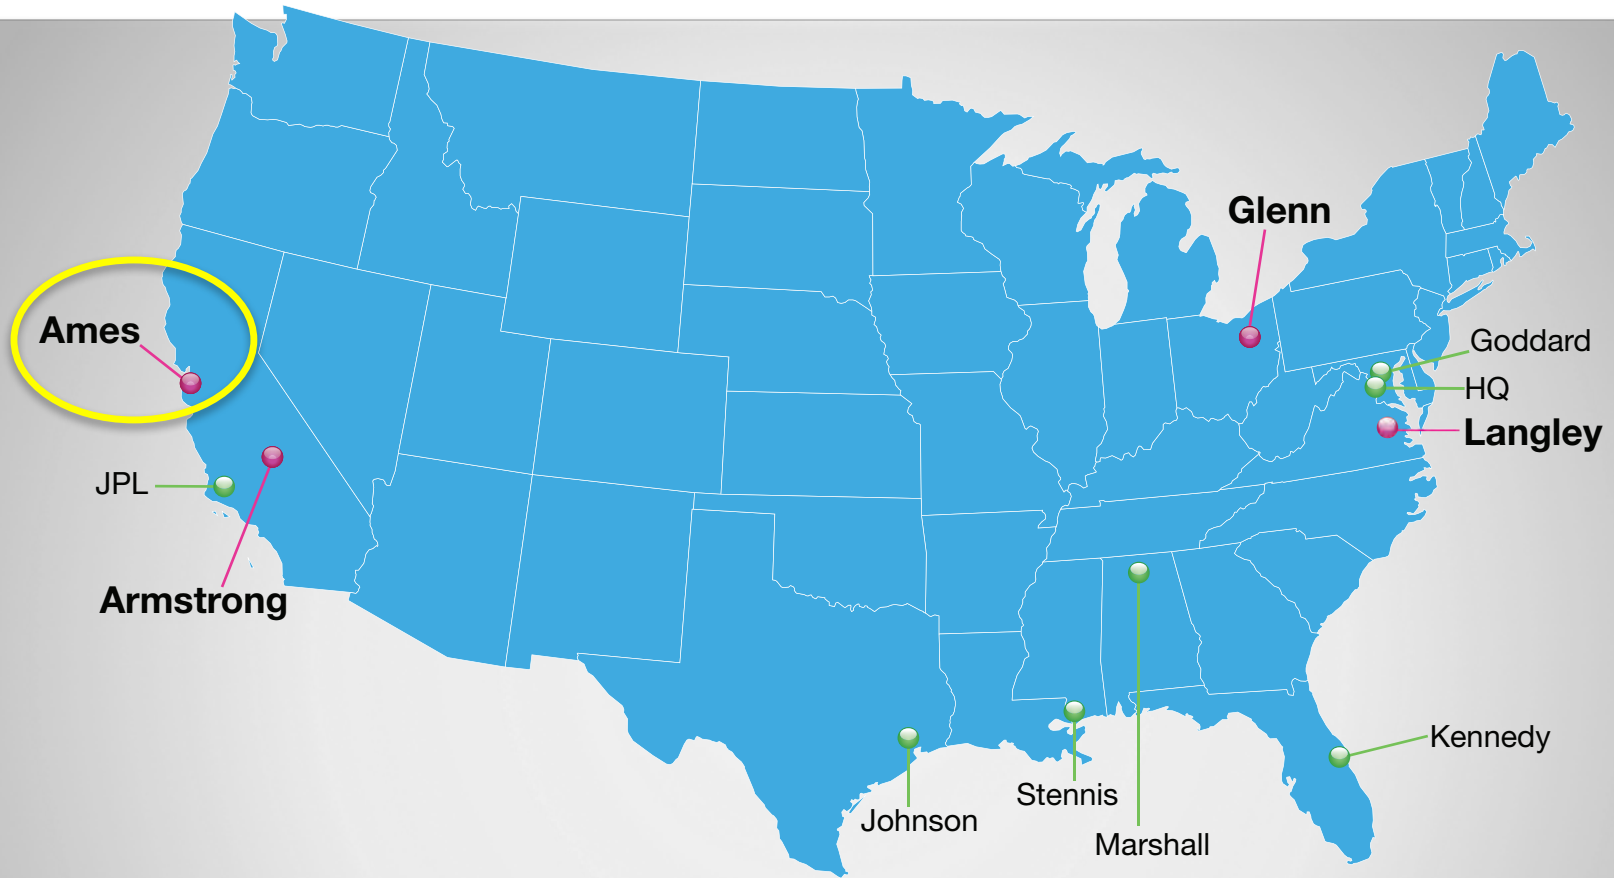 Glenn
Ames
Goddard
HQ
Langley
JPL
Armstrong
Kennedy
Stennis
Johnson
Marshall